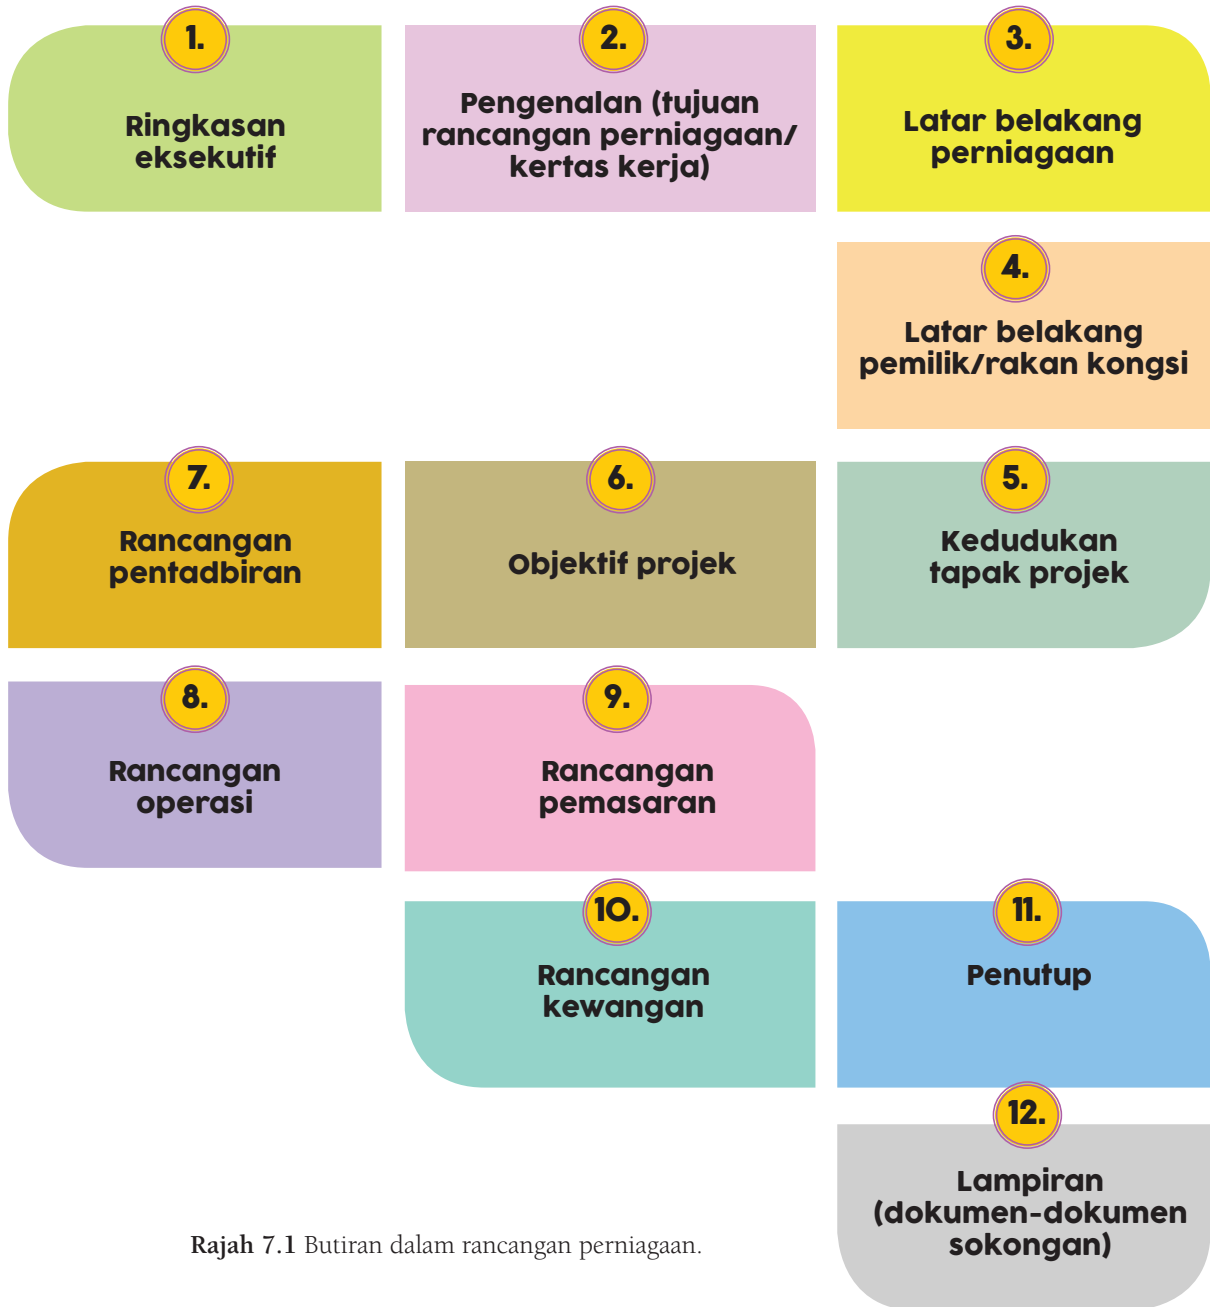 1.
Ringkasan
eksekutif
2.
Pengenalan (tujuan
rancangan perniagaan/
kertas kerja)
3.
Latar belakang
perniagaan
4.
Latar belakang
pemilik/rakan kongsi
5.
Kedudukan
tapak projek
6.
Objektif projek
7.
Rancangan
pentadbiran
8.
Rancangan
operasi
9.
Rancangan
pemasaran
10.
Rancangan
kewangan
11.
Penutup
12.
Lampiran
(dokumen-dokumen
sokongan)
Rajah 7.1 Butiran dalam rancangan perniagaan.